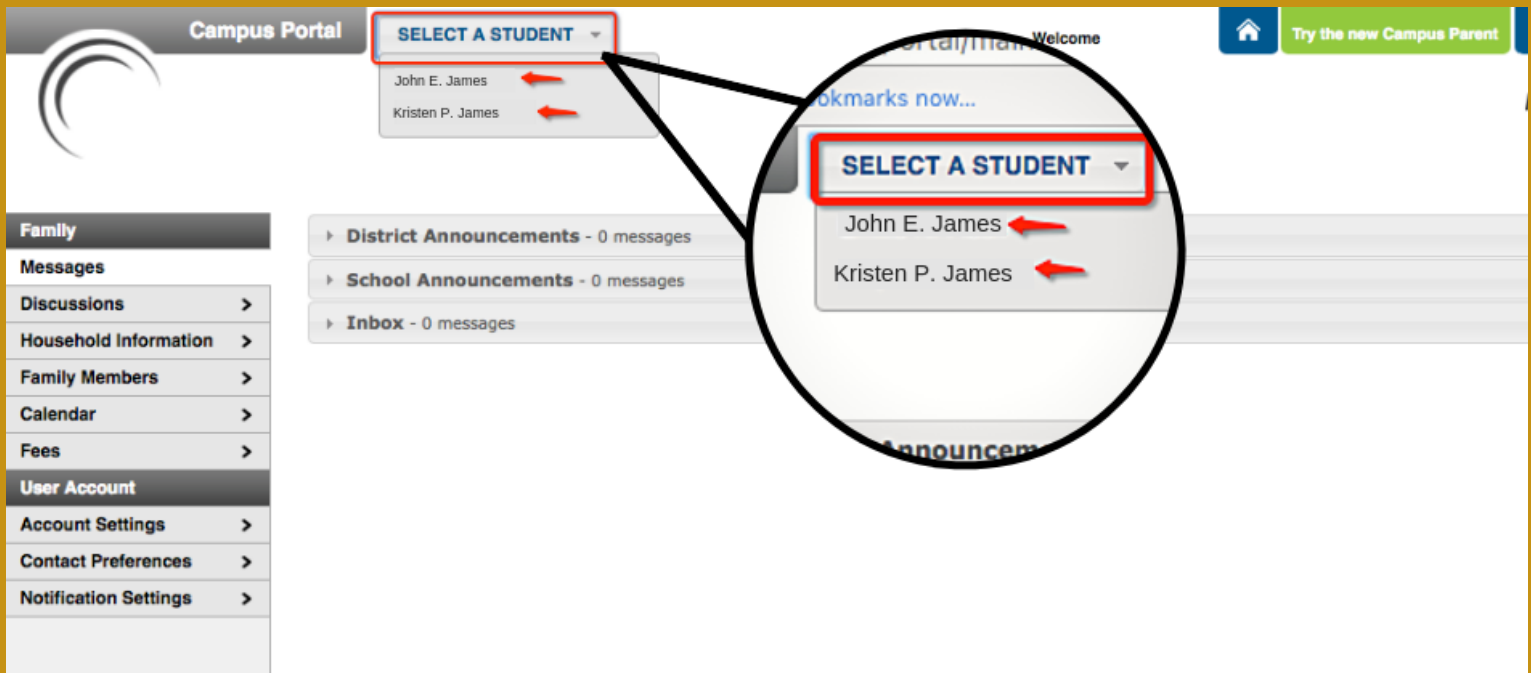 Campus Portal
SELECT A STUDENT
John E. James
Kristen P. James
Welcome
Try the new Campus Parent
bookmarks now...
SELECT A STUDENT
John E. James
Kristen P. James
Family
Messages
Discussions
Household Information
Family Members
Calendar
Fees
User Account
Account Settings
Contact Preferences
Notification Settings
District Announcements - 0 messages
School Announcements - 0 messages
Inbox - 0 messages